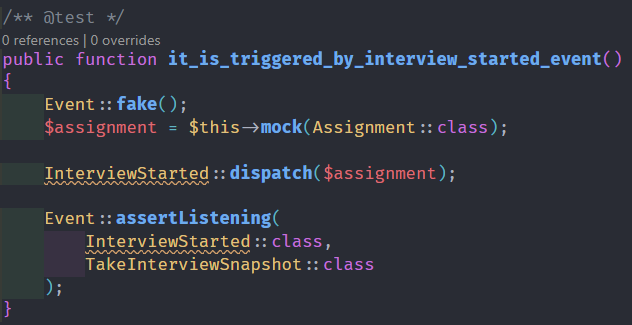 /** @test */
0 references | 0 overrides
public function it_is_triggered_by_interview_started_event()
{
Event::fake();
$assignment = $this->mock(Assignment::class);
InterviewStarted::dispatch($assignment);
Event::assertListening(
InterviewStarted::class,
TakeInterviewSnapshot::class
);
}